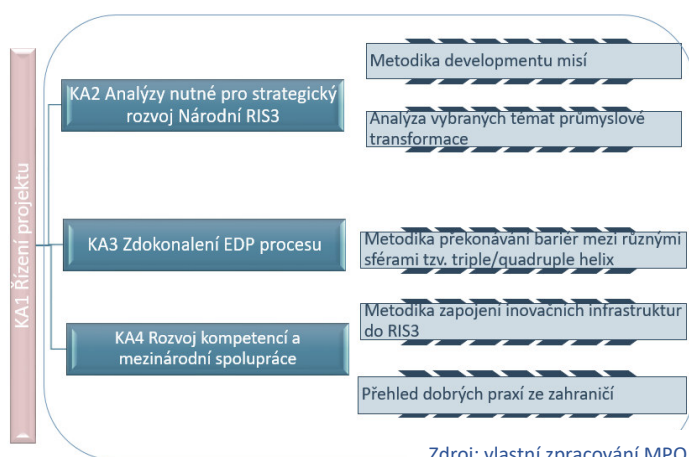 KA1 Řízení projektu
KA2 Analýzy nutné pro strategický
rozvoj Národní RIS3
Metodika developmentu misí
Analýza vybraných témat průmyslové
transformace
KA3 Zdokonalení EDP procesu
Metodika překonávání bariér mezi různými
sférami tzv. triple/quadruple helix
KA4 Rozvoj kompetencí a
mezinárodní spolupráce
Metodika zapojení inovačních infrastruktur
do RIS3
Přehled dobrých praxí ze zahraničí
Zdroj: vlastní zpracování MPO